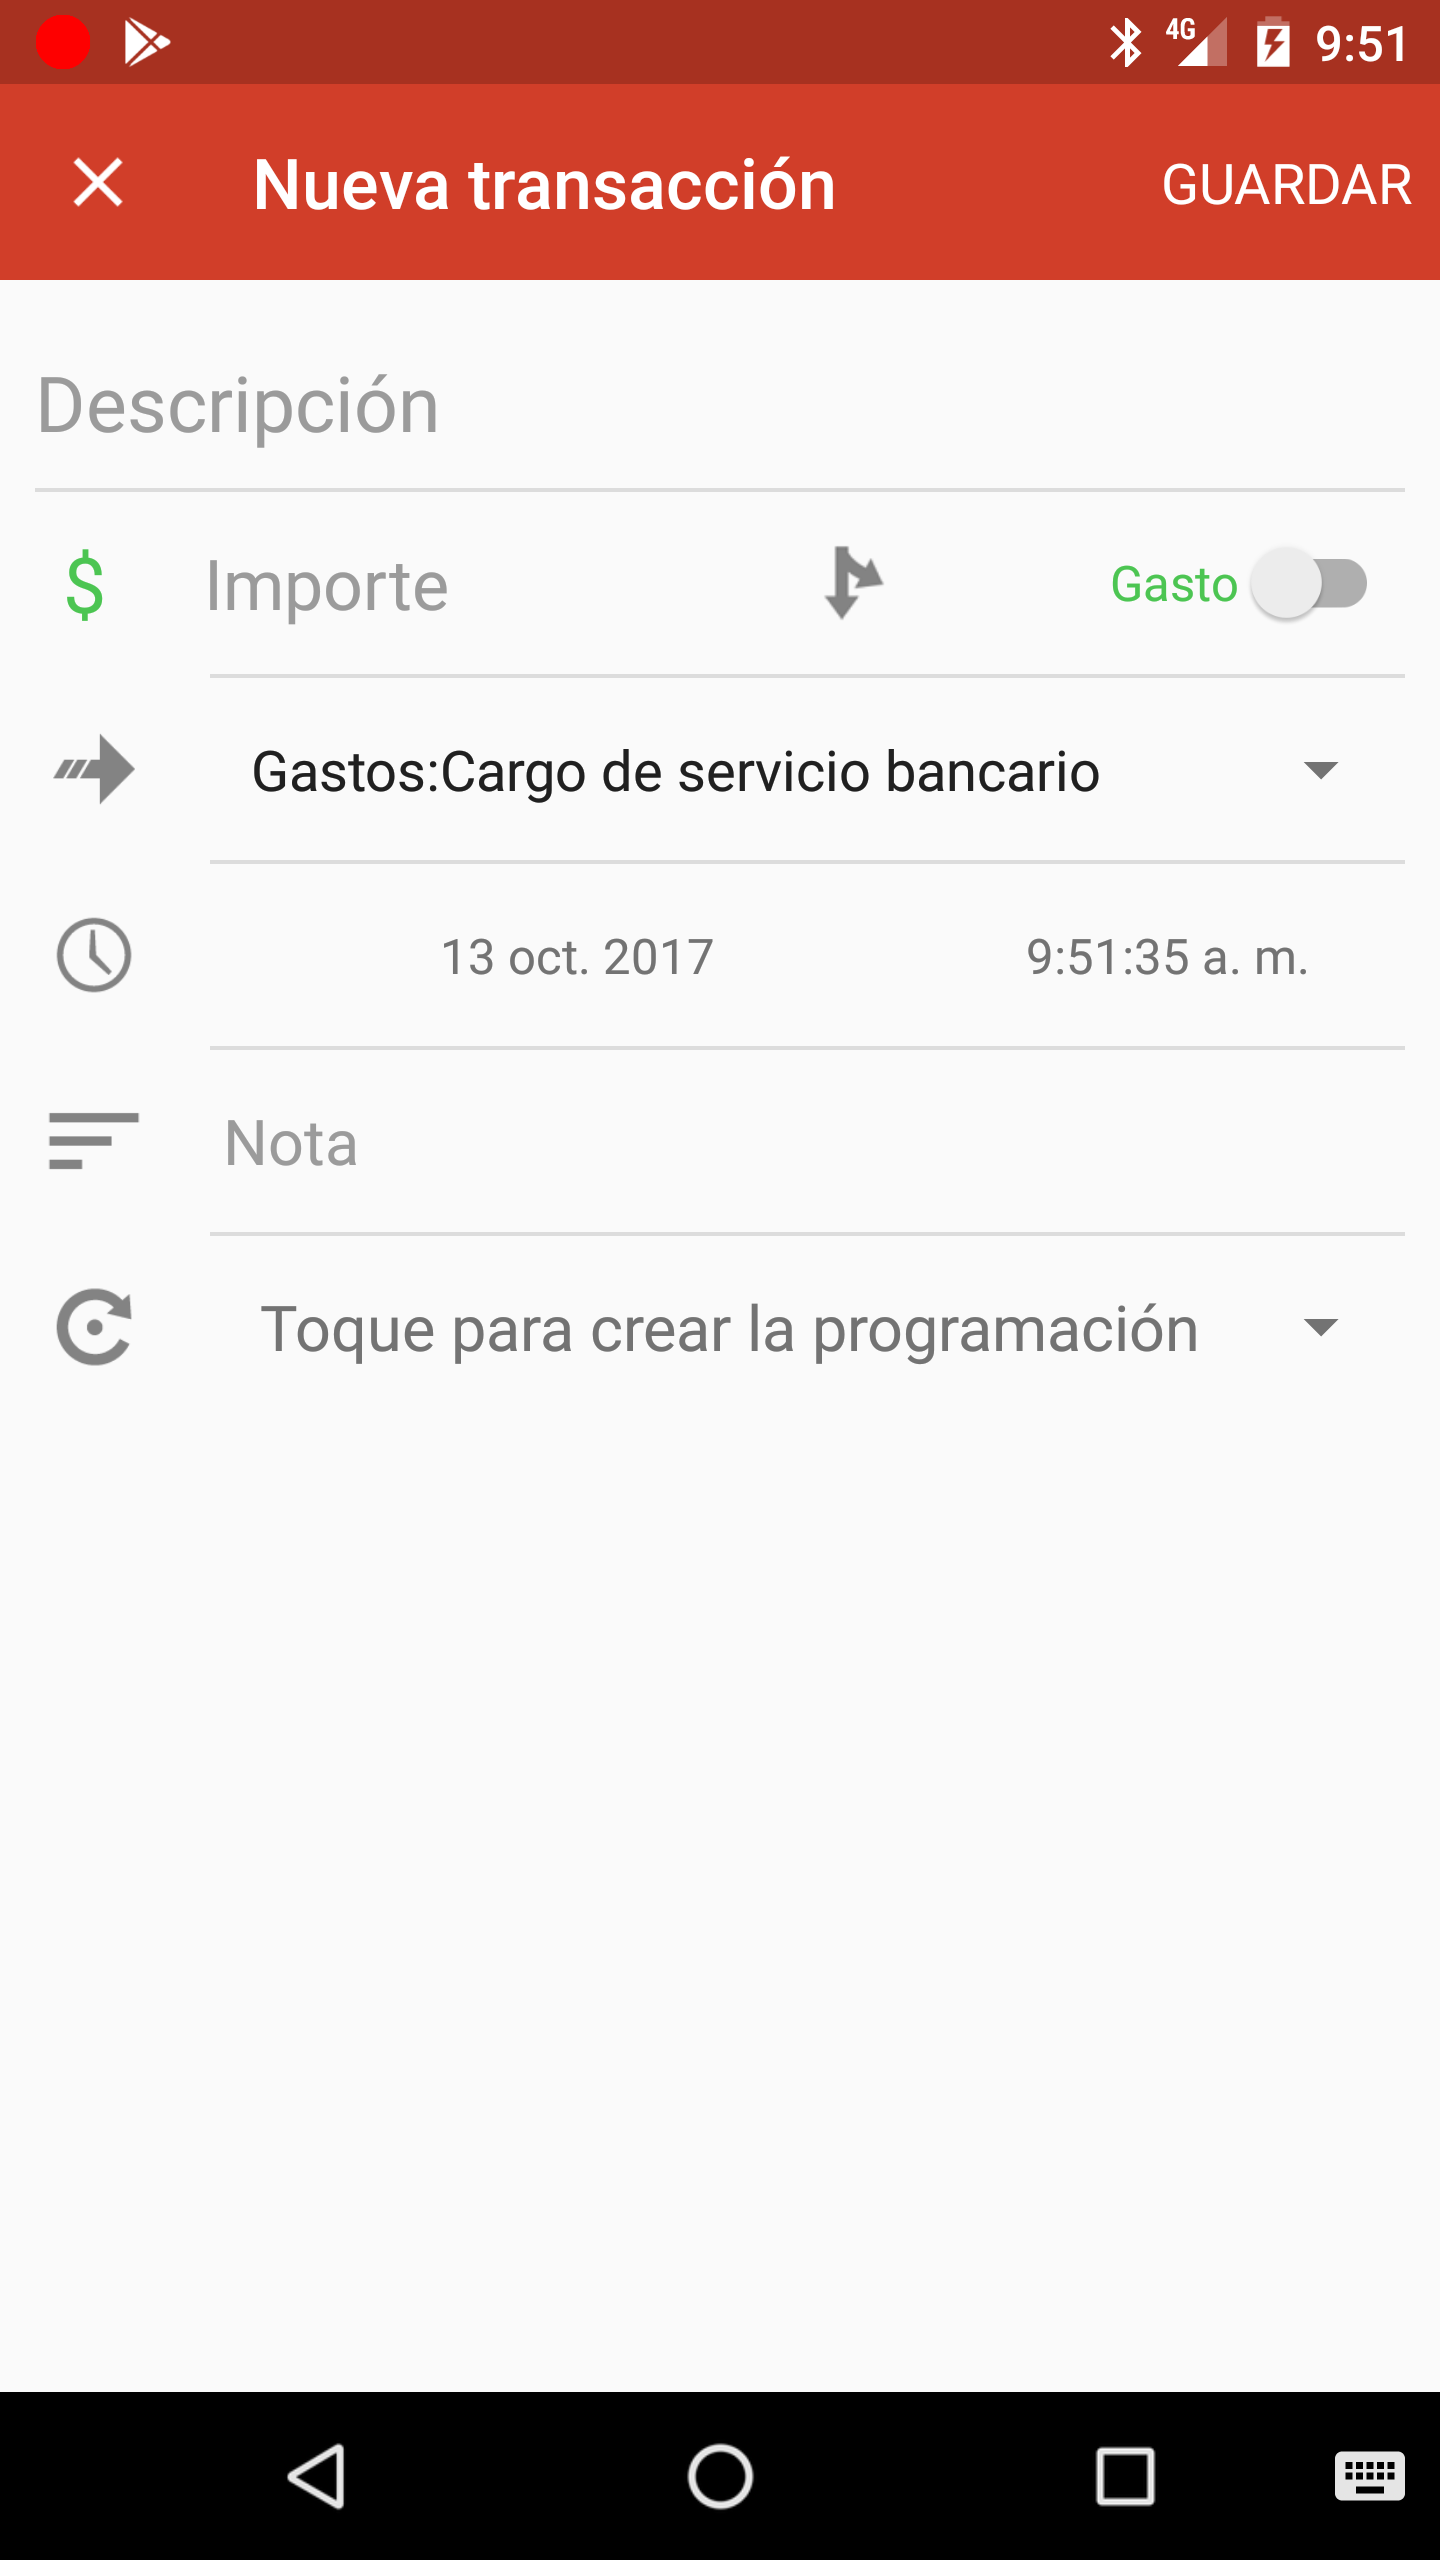 4G 9:51
Nueva transacción GUARDAR
Descripción
$ Importe Gasto
Gastos:Cargo de servicio bancario
13 oct. 2017 9:51:35 a. m.
Nota
Toque para crear la programación